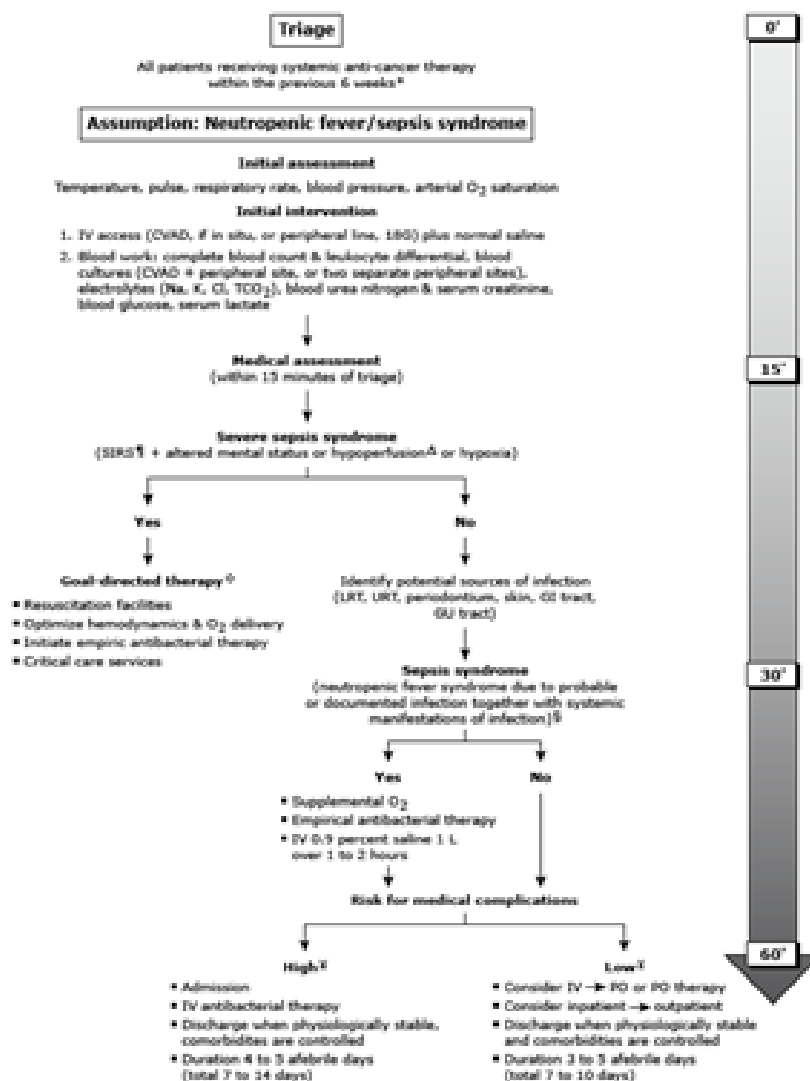 Triage
0'
All patients receiving systemic anti-cancer therapy
within the previous 6 weeks*
Assumption: Neutropenic fever/sepsis syndrome
Initial assessment
Temperature, pulse, respiratory rate, blood pressure, arterial O2 saturation
Initial intervention
1. IV access (CVAD, if in situ, or peripheral line, 18G) plus normal saline
2. Blood work: complete blood count & leukocyte differential, blood
cultures (CVAD + peripheral site, or two separate peripheral sites),
electrolytes (Na, K, Cl, TCO2), blood urea nitrogen & serum creatinine,
blood glucose, serum lactate
Medical assessment
(within 15 minutes of triage)
15'
Severe sepsis syndrome
(SIRS¶ + altered mental status or hypoperfusionΔ or hypoxia)
Yes
No
Goal-directed therapy◊
▪ Resuscitation facilities
▪ Optimize hemodynamics & O2 delivery
▪ Initiate empiric antibacterial therapy
▪ Critical care services
Identify potential sources of infection
(LRT, URT, periodontium, skin, GI tract,
GU tract)
Sepsis syndrome
(neutropenic fever syndrome due to probable
or documented infection together with systemic
manifestations of infection)§
30'
Yes
No
▪ Supplemental O2
▪ Empirical antibacterial therapy
▪ IV 0.9 percent saline 1 L
over 1 to 2 hours
Risk for medical complications
60'
High¥
▪ Admission
▪ IV antibacterial therapy
▪ Discharge when physiologically stable,
comorbidities are controlled
▪ Duration 4 to 5 afebrile days
(total 7 to 14 days)
Low¥
▪ Consider IV → PO or PO therapy
▪ Consider inpatient → outpatient
▪ Discharge when physiologically stable
and comorbidities are controlled
▪ Duration 3 to 5 afebrile days
(total 7 to 10 days)